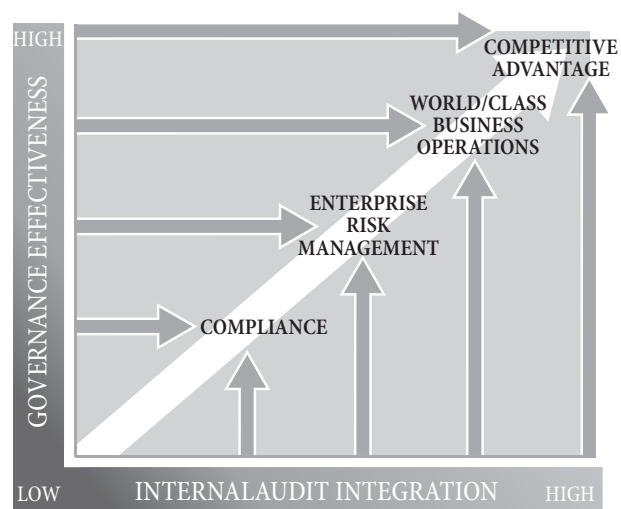 HIGH
COMPETITIVE
ADVANTAGE
WORLD/CLASS
BUSINESS
OPERATIONS
ENTERPRISE
RISK
MANAGEMENT
COMPLIANCE
GOVERNANCE EFFECTIVENESS
LOW
INTERNALAUDIT INTEGRATION
HIGH